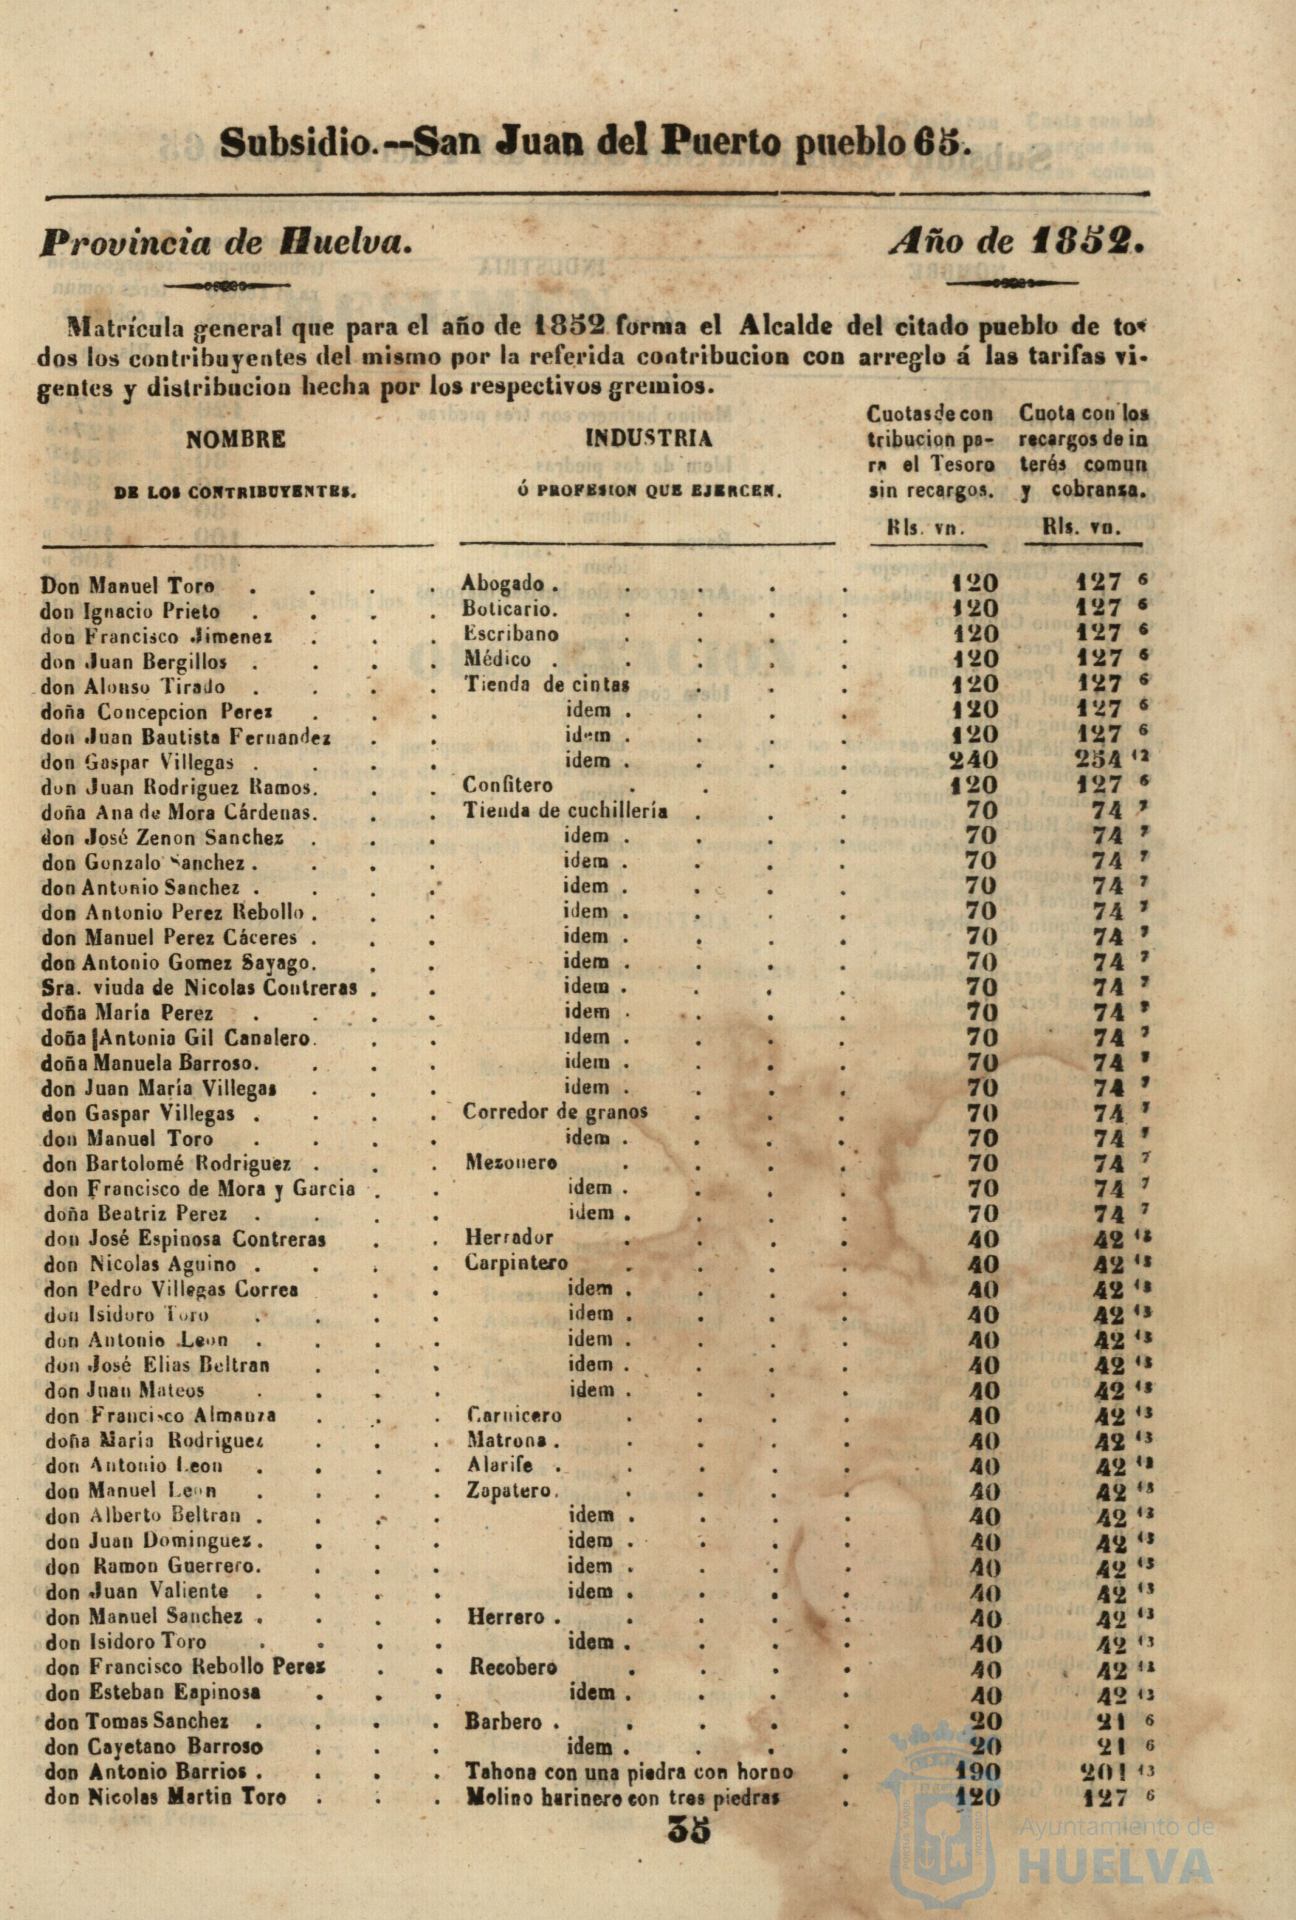 Subsidio.--San Juan del Puerto pueblo 65.
Provincia de Huelva. Año de 1852.
Matrícula general que para el año de 1852 forma el Alcalde del citado pueblo de to-
dos los contribuyentes del mismo por la referida contribucion con arreglo á las tarifas vi-
gentes y distribucion hecha por los respectivos gremios.
NOMBRE DE LOS CONTRIBUYENTES.
INDUSTRIA Ó PROFESION QUE EJERCEN.
Cuotas de con
tribucion pa-
ra el Tesoro
sin recargos.
Rls. vn.
Cuota con los
recargos de in
terés comun
y cobranza.
Rls. vn.
Don Manuel Toro . . . . Abogado . . . . . 120 127 6
don Ignacio Prieto . . . . Boticario. . . . . 120 127 6
don Francisco Jimenez . . . Escribano . . . . 120 127 6
don Juan Bergillos . . . . Médico . . . . . 120 127 6
don Alonso Tirado . . . . Tienda de cintas . . . 120 127 6
doña Concepcion Perez . . . idem . . . . 120 127 6
don Juan Bautista Fernandez . . idem . . . . 120 127 6
don Gaspar Villegas . . . . idem . . . . 240 254 12
don Juan Rodriguez Ramos. . . Confitero . . . 120 127 6
doña Ana de Mora Cárdenas. . . Tienda de cuchillería . . . 70 74 7
don José Zenon Sanchez . . . idem . . . . 70 74 7
don Gonzalo Sanchez . . . . idem . . . . 70 74 7
don Antonio Sanchez . . . . idem . . . . 70 74 7
don Antonio Perez Rebollo . . . idem . . . . 70 74 7
don Manuel Perez Cáceres . . . idem . . . . 70 74 7
don Antonio Gomez Sayago. . . idem . . . . 70 74 7
Sra. viuda de Nicolas Contreras . . idem . . . . 70 74 7
doña María Perez . . . . idem . . . . 70 74 7
doña Antonia Gil Canalero. . . idem . . . . 70 74 7
doña Manuela Barroso. . . . idem . . . . 70 74 7
don Juan María Villegas . . . idem . . . . 70 74 7
don Gaspar Villegas . . . . Corredor de granos . . . 70 74 7
don Manuel Toro . . . . idem . . . . 70 74 7
don Bartolomé Rodriguez . . . Mezonero . . . . 70 74 7
don Francisco de Mora y Garcia . . idem . . . . 70 74 7
doña Beatriz Perez . . . . idem . . . . 70 74 7
don José Espinosa Contreras . . Herrador . . . . 40 42 13
don Nicolas Aguino . . . . Carpintero . . . . 40 42 13
don Pedro Villegas Correa . . idem . . . . 40 42 13
don Isidoro Toro . . . . idem . . . . 40 42 13
don Antonio Leon . . . . idem . . . . 40 42 13
don José Elias Beltran . . . idem . . . . 40 42 13
don Juan Mateos . . . . idem . . . . 40 42 13
don Francisco Almanza . . . Carnicero . . . . 40 42 13
doña Maria Rodriguez . . . Matrona . . . . . 40 42 13
don Antonio Leon . . . . Alarife . . . . . 40 42 13
don Manuel Leon . . . . Zapatero. . . . . 40 42 13
don Alberto Beltran . . . . idem . . . . 40 42 13
don Juan Dominguez . . . . idem . . . . 40 42 13
don Ramon Guerrero. . . . idem . . . . 40 42 13
don Juan Valiente . . . . idem . . . . 40 42 13
don Manuel Sanchez . . . . Herrero . . . . . 40 42 13
don Isidoro Toro . . . . idem . . . . 40 42 13
don Francisco Rebollo Perez . . Recobero . . . . 40 42 13
don Esteban Espinosa . . . idem . . . . 40 42 13
don Tomas Sanchez . . . . Barbero . . . . . 20 21 6
don Cayetano Barroso . . . idem . . . . 20 21 6
don Antonio Barrios . . . . Tahona con una piedra con horno . 190 201 13
don Nicolas Martin Toro . . . Molino harinero con tres piedras . 120 127 6
35
Ayuntamiento de
HUELVA